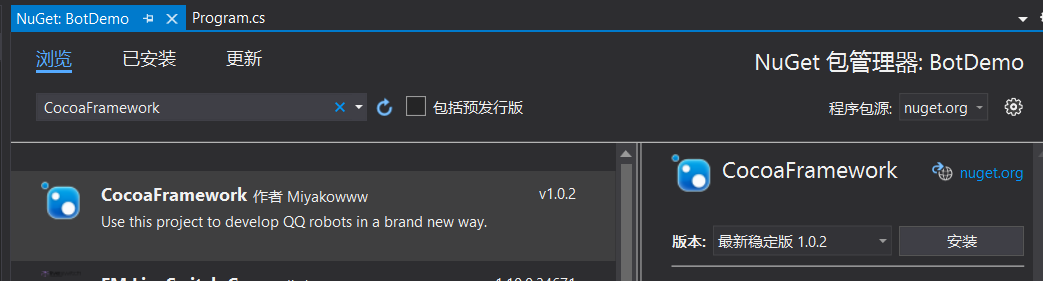 NuGet: BotDemo
Program.cs
浏览 已安装 更新
NuGet 包管理器: BotDemo
CocoaFramework
包括预发行版
程序包源: nuget.org
CocoaFramework 作者 Miyakowww
v1.0.2
Use this project to develop QQ robots in a brand new way.
CocoaFramework
nuget.org
版本: 最新稳定版 1.0.2
安装